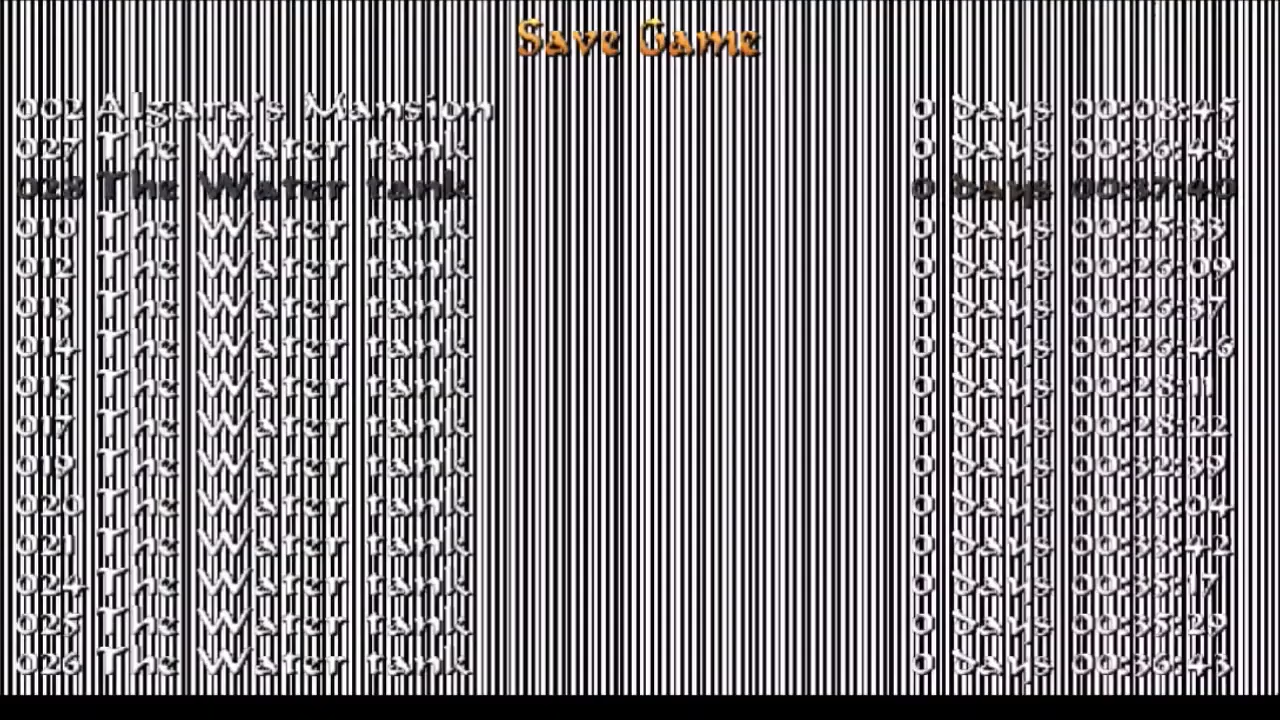 Save Game
002 Algara's Mansion 0 days 00:08:45
027 The Water tank 0 days 00:36:48
028 The Water tank 0 days 00:37:40
010 The Water tank 0 days 00:25:33
012 The Water tank 0 days 00:26:09
013 The Water tank 0 days 00:26:37
014 The Water tank 0 days 00:26:46
015 The Water tank 0 days 00:28:11
017 The Water tank 0 days 00:28:22
019 The Water tank 0 days 00:32:39
020 The Water tank 0 days 00:33:04
021 The Water tank 0 days 00:33:42
024 The Water tank 0 days 00:35:17
025 The Water tank 0 days 00:35:29
026 The Water tank 0 days 00:36:43